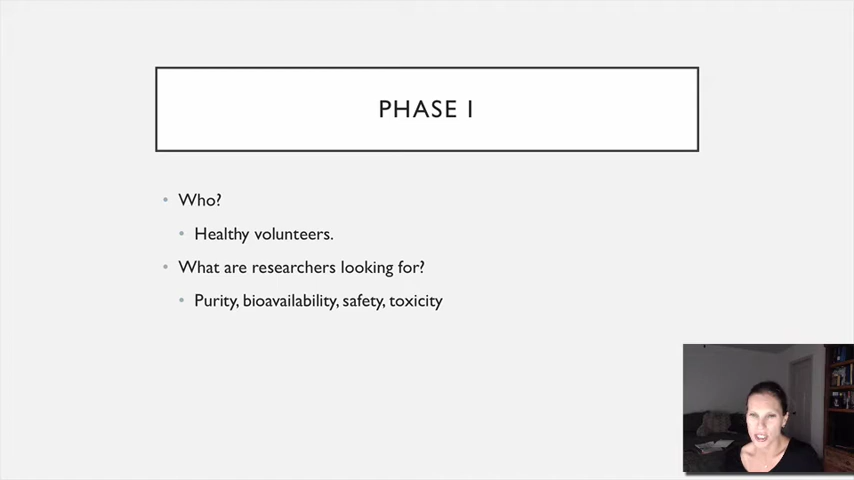 PHASE I
Who?
Healthy volunteers.
What are researchers looking for?
Purity, bioavailability, safety, toxicity